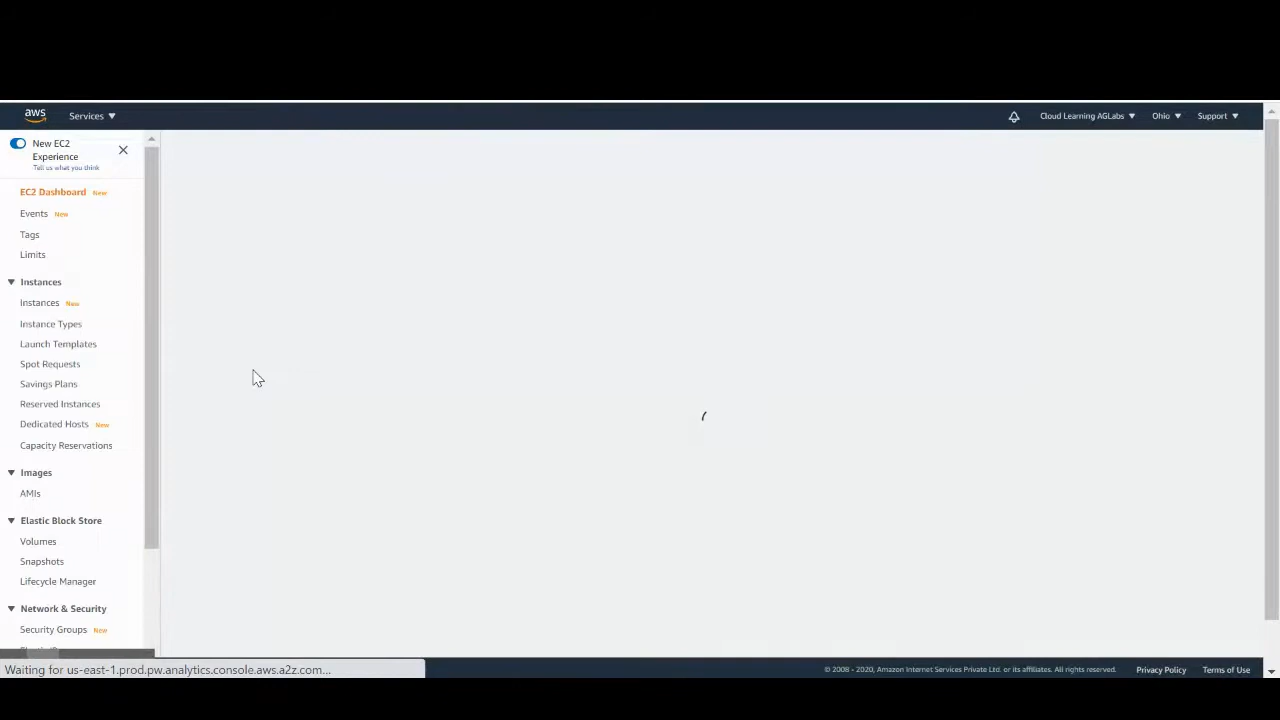 aws
Services ▼
Cloud Learning AGLabs ▼
Ohio ▼
Support ▼
New EC2
Experience
Tell us what you think
EC2 Dashboard New
Events New
Tags
Limits
Instances
Instances New
Instance Types
Launch Templates
Spot Requests
Savings Plans
Reserved Instances
Dedicated Hosts New
Capacity Reservations
Images
AMIs
Elastic Block Store
Volumes
Snapshots
Lifecycle Manager
Network & Security
Security Groups New
Waiting for us-east-1.prod.pw.analytics.console.aws.a2z.com...
© 2008 - 2020, Amazon Internet Services Private Ltd. or its affiliates. All rights reserved.
Privacy Policy
Terms of Use